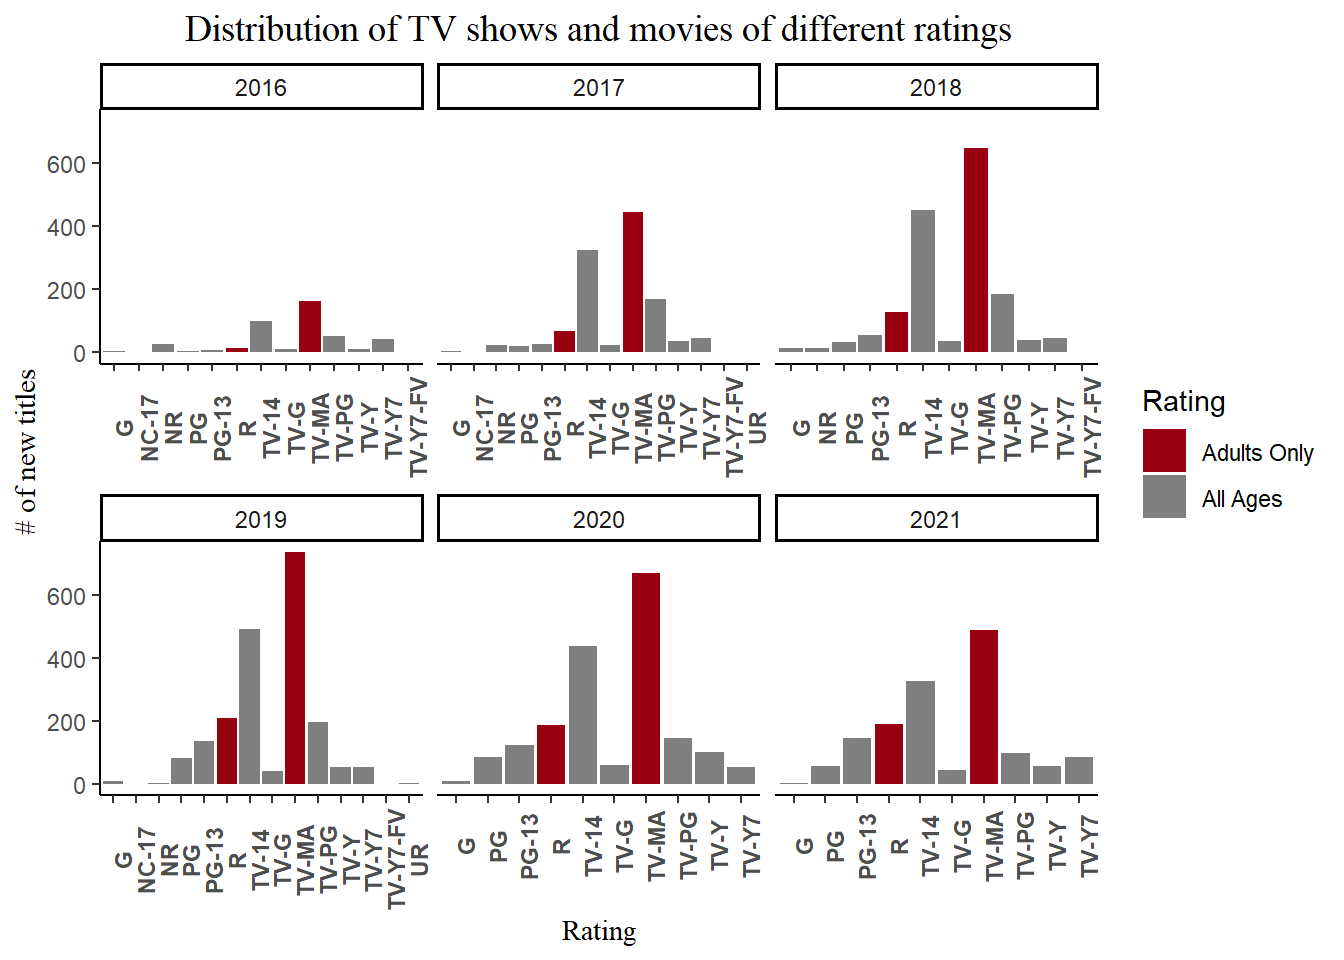 Distribution of TV shows and movies of different ratings
2016
2017
2018
600
400
200
0
G
NC-17
NR
PG
PG-13
R
TV-14
TV-G
TV-MA
TV-PG
TV-Y
TV-Y7
TV-Y7-FV
G
NC-17
NR
PG
PG-13
R
TV-14
TV-G
TV-MA
TV-PG
TV-Y
TV-Y7
TV-Y7-FV
UR
G
NR
PG
PG-13
R
TV-14
TV-G
TV-MA
TV-PG
TV-Y
TV-Y7
TV-Y7-FV
# of new titles
Rating
Adults Only
All Ages
2019
2020
2021
600
400
200
0
G
NC-17
NR
PG
PG-13
R
TV-14
TV-G
TV-MA
TV-PG
TV-Y
TV-Y7
TV-Y7-FV
UR
G
PG
PG-13
R
TV-14
TV-G
TV-MA
TV-PG
TV-Y
TV-Y7
G
PG
PG-13
R
TV-14
TV-G
TV-MA
TV-PG
TV-Y
TV-Y7
Rating